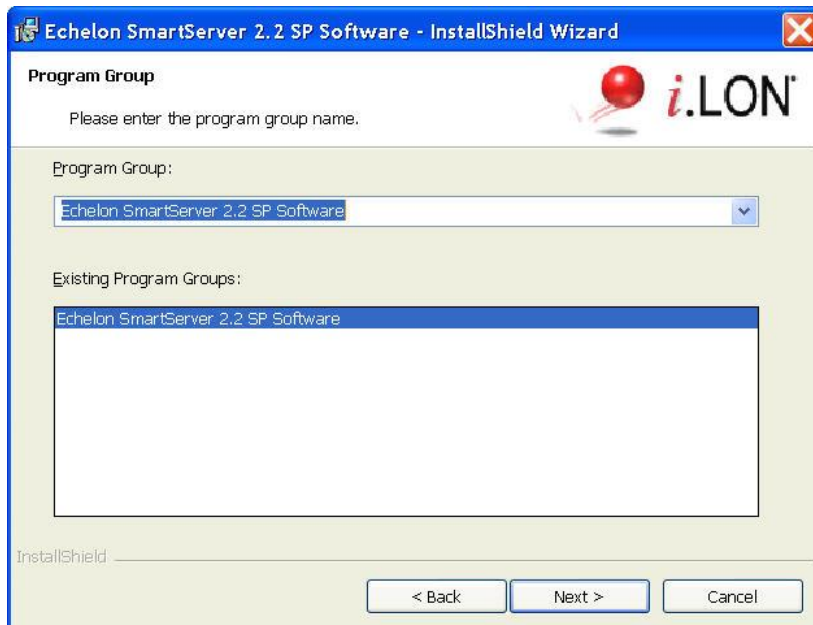 Echelon SmartServer 2.2 SP Software - InstallShield Wizard
Program Group
Please enter the program group name.
i.LON®
Program Group:
Echelon SmartServer 2.2 SP Software
Existing Program Groups:
Echelon SmartServer 2.2 SP Software
InstallShield
< Back
Next >
Cancel